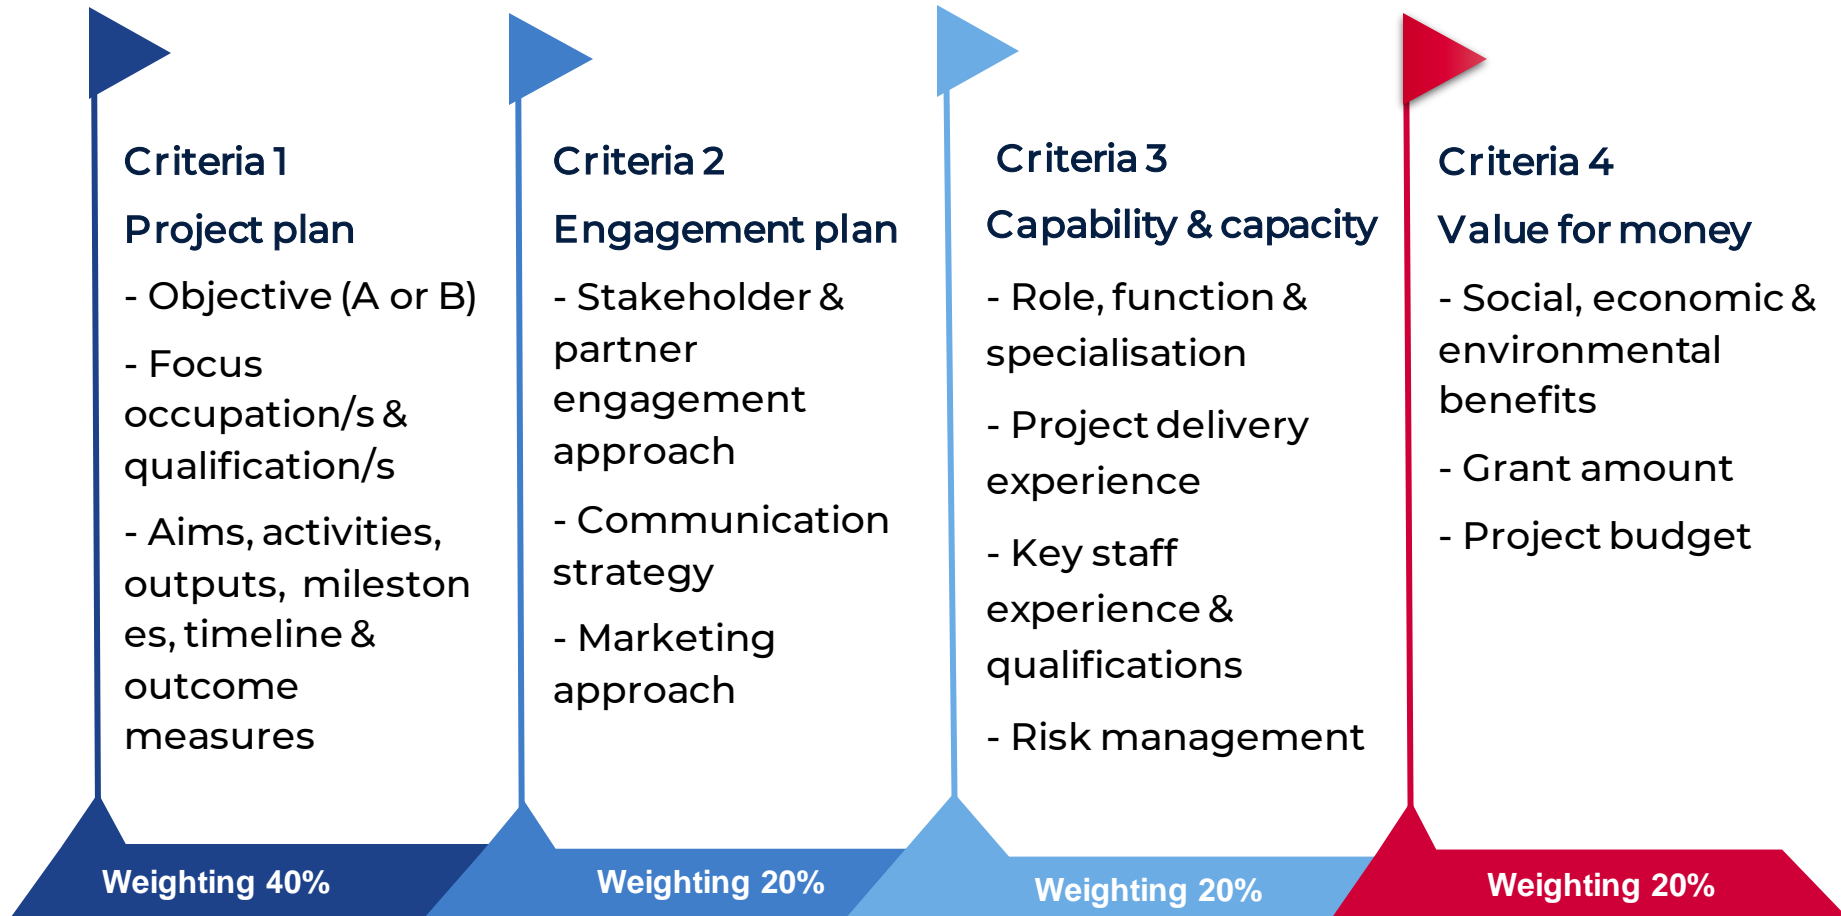 Criteria 1
Project plan
- Objective (A or B)
- Focus
occupation/s &
qualification/s
- Aims, activities,
outputs, mileston
es, timeline &
outcome
measures
Weighting 40%
Criteria 2
Engagement plan
- Stakeholder &
partner
engagement
approach
- Communication
strategy
- Marketing
approach
Weighting 20%
Criteria 3
Capability & capacity
- Role, function &
specialisation
- Project delivery
experience
- Key staff
experience &
qualifications
- Risk management
Weighting 20%
Criteria 4
Value for money
- Social, economic &
environmental
benefits
- Grant amount
- Project budget
Weighting 20%